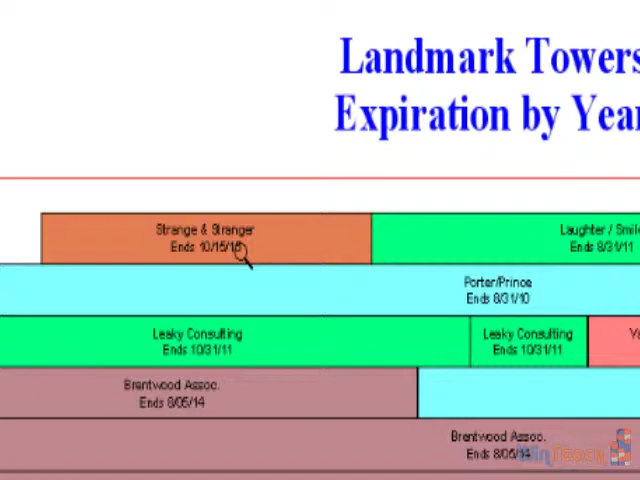 Landmark Towers
Expiration by Year
Strange & Stranger
Ends 10/15/15
Laughter / Smile
Ends 8/31/11
Porter/Prince
Ends 8/31/10
Leaky Consulting
Ends 10/31/11
Leaky Consulting
Ends 10/31/11
Brentwood Assoc.
Ends 8/05/14
Brentwood Assoc.
Ends 8/05/14